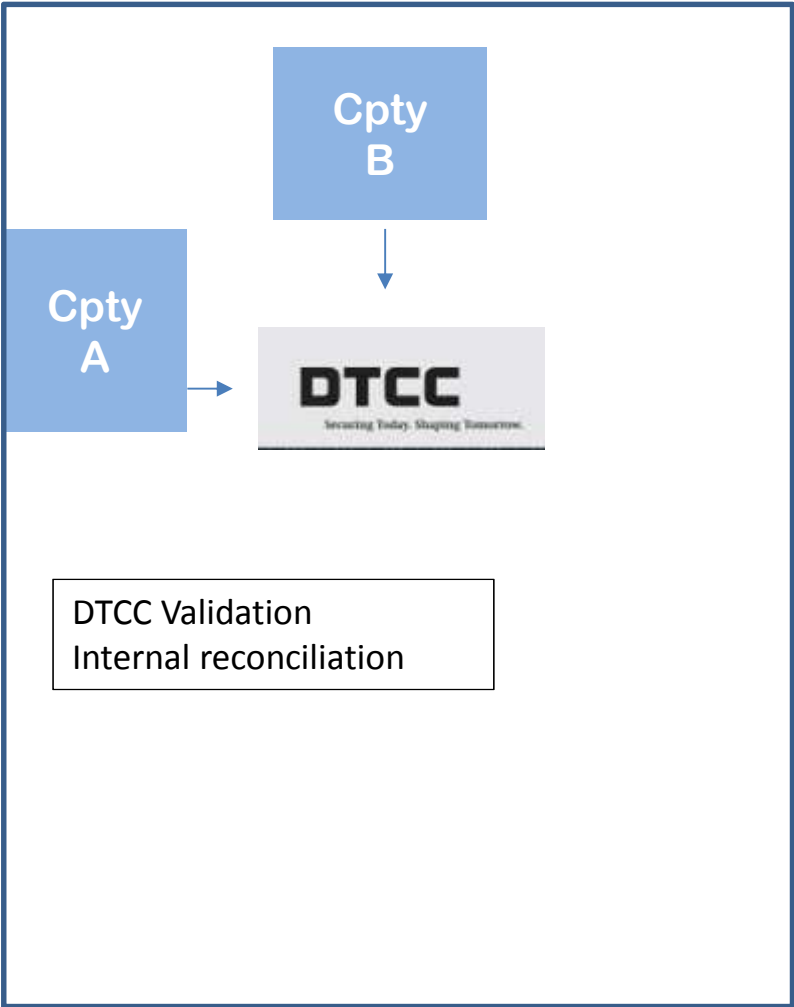 Cpty
B
Cpty
A
DTCC
Securing Today. Shaping Tomorrow.
DTCC Validation
Internal reconciliation